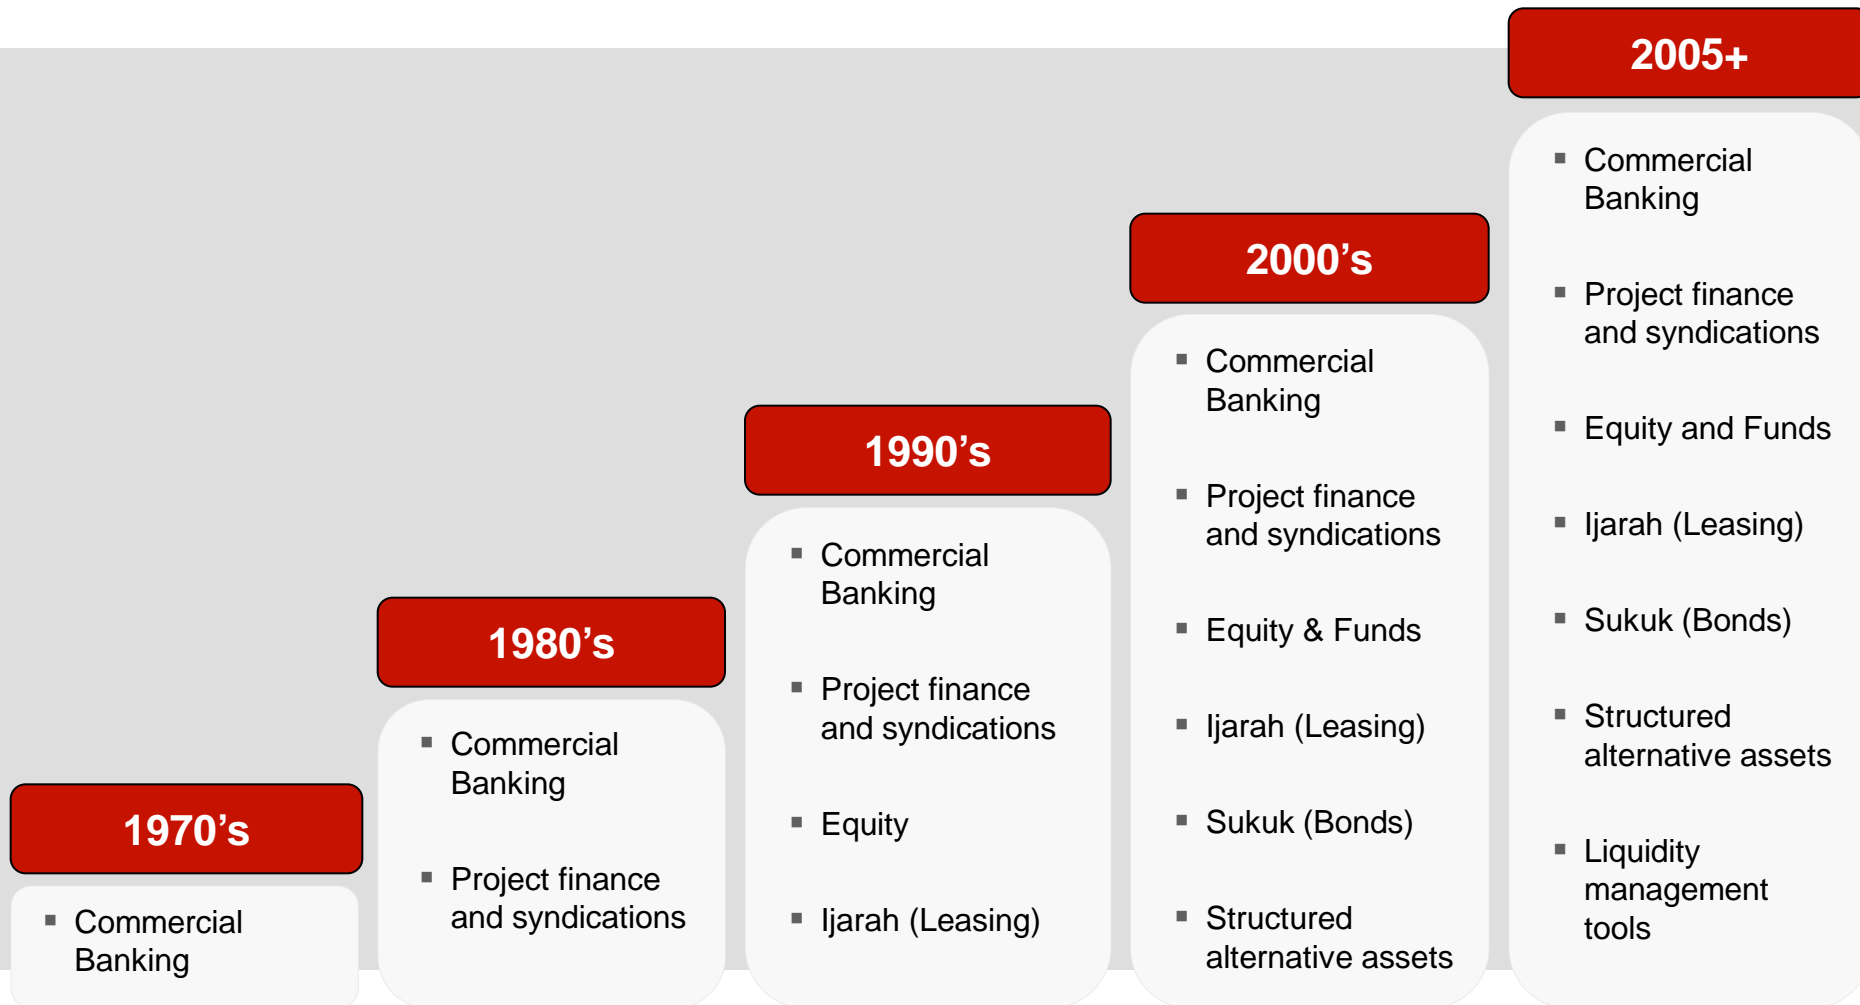 1970’s
▪ Commercial
Banking
1980’s
▪ Commercial
Banking
▪ Project finance
and syndications
1990’s
▪ Commercial
Banking
▪ Project finance
and syndications
▪ Equity
▪ Ijarah (Leasing)
2000’s
▪ Commercial
Banking
▪ Project finance
and syndications
▪ Equity & Funds
▪ Ijarah (Leasing)
▪ Sukuk (Bonds)
▪ Structured
alternative assets
2005+
▪ Commercial
Banking
▪ Project finance
and syndications
▪ Equity and Funds
▪ Ijarah (Leasing)
▪ Sukuk (Bonds)
▪ Structured
alternative assets
▪ Liquidity
management
tools